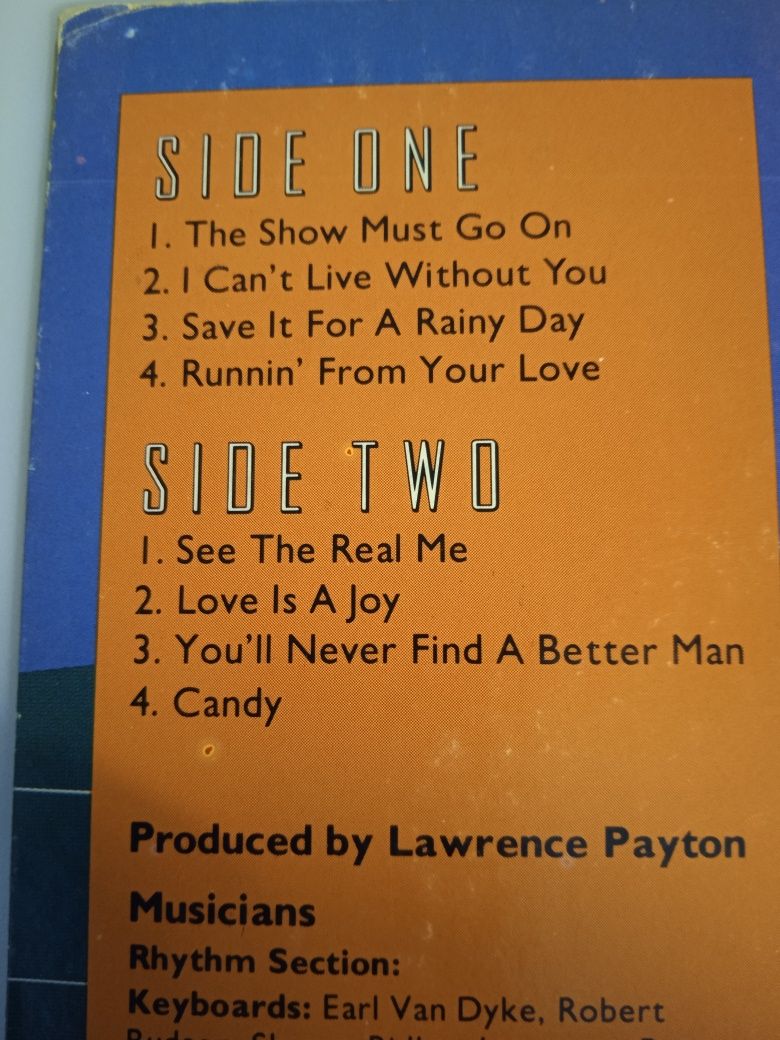 SIDE ONE
1. The Show Must Go On
2. I Can't Live Without You
3. Save It For A Rainy Day
4. Runnin' From Your Love
SIDE TWO
1. See The Real Me
2. Love Is A Joy
3. You'll Never Find A Better Man
4. Candy
Produced by Lawrence Payton
Musicians
Rhythm Section:
Keyboards: Earl Van Dyke, Robert